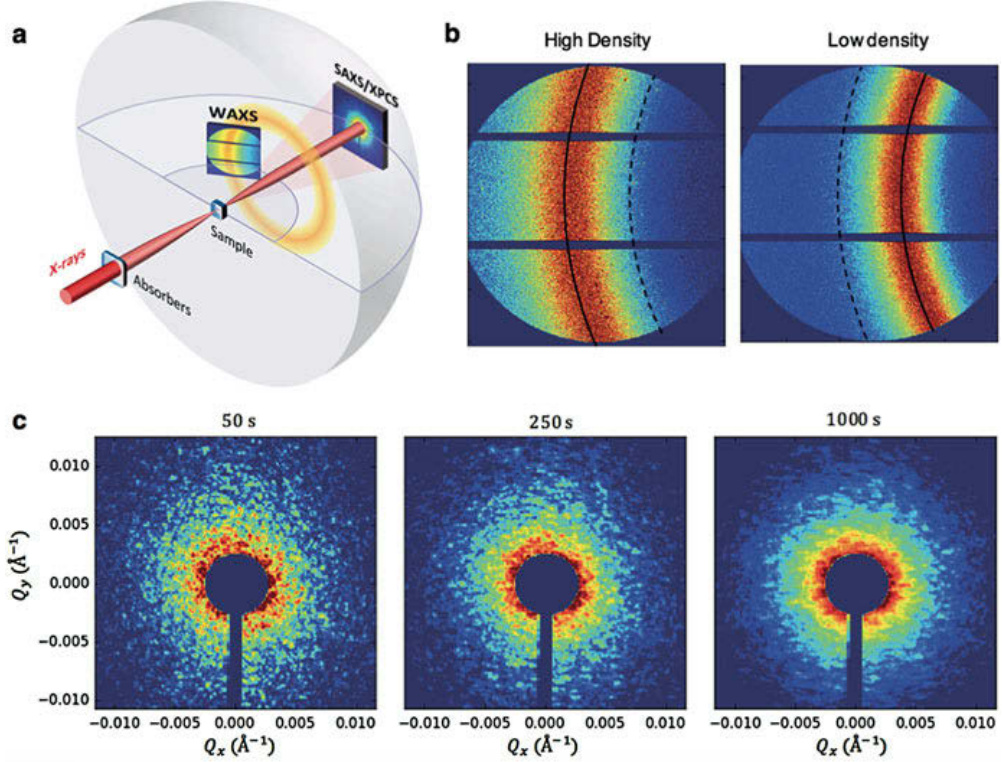 a
WAXS
SAXS/XPCS
Sample
X-rays
Absorbers
b
High Density
Low density
c
50 s
250 s
1000 s
0.010
0.005
0.000
−0.005
−0.010
Q_y (Å⁻¹)
−0.010 −0.005 0.000 0.005 0.010
−0.010 −0.005 0.000 0.005 0.010
−0.010 −0.005 0.000 0.005 0.010
Q_x (Å⁻¹)
Q_x (Å⁻¹)
Q_x (Å⁻¹)